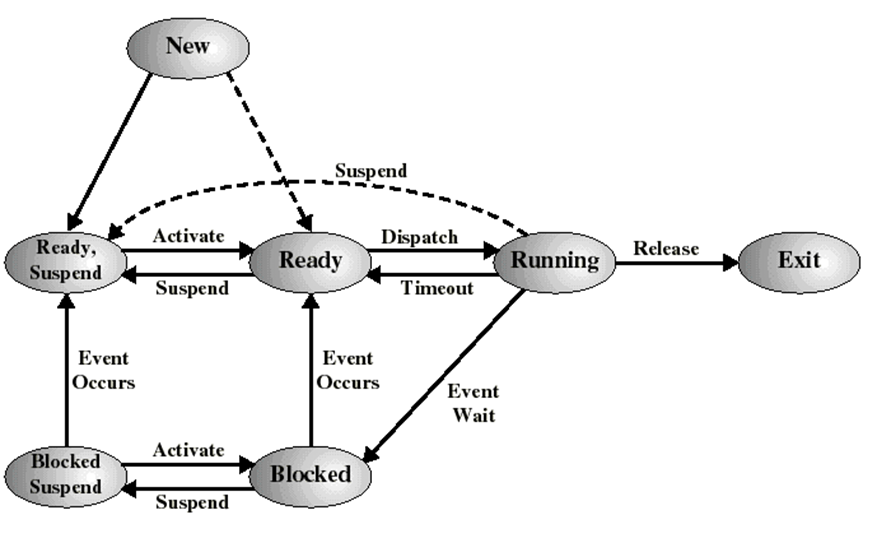 New
Suspend
Ready,
Suspend
Activate
Suspend
Ready
Dispatch
Timeout
Running
Release
Exit
Event
Occurs
Event
Occurs
Event
Wait
Blocked
Suspend
Activate
Suspend
Blocked